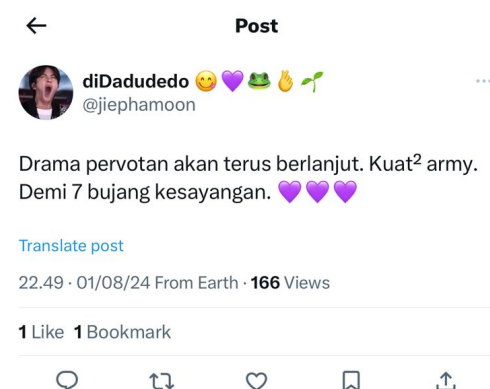 Post
diDadudedo 😋💜🐸🫰🌱
@jiephamoon
Drama pervotan akan terus berlanjut. Kuat² army.
Demi 7 bujang kesayangan. 💜💜💜
Translate post
22.49 · 01/08/24 From Earth · 166 Views
1 Like 1 Bookmark